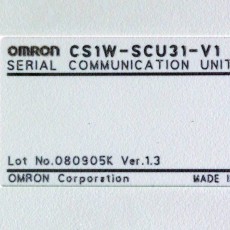 OMRON CS1W-SCU31-V1
SERIAL COMMUNICATION UNIT
Lot No.080905K Ver.1.3
OMRON Corporation MADE I